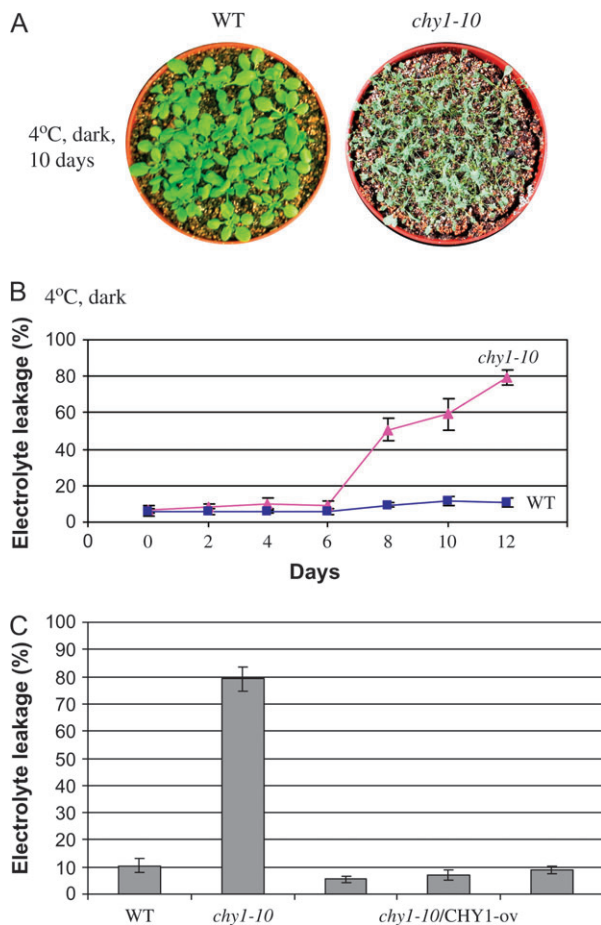 A
WT
chy1-10
4°C, dark,
10 days
B
4°C, dark
Electrolyte leakage (%)
100
80
60
40
20
0
chy1-10
WT
0
0
2
4
6
8
10
12
Days
C
Electrolyte leakage (%)
100
90
80
70
60
50
40
30
20
10
0
WT
chy1-10
chy1-10/CHY1-ov